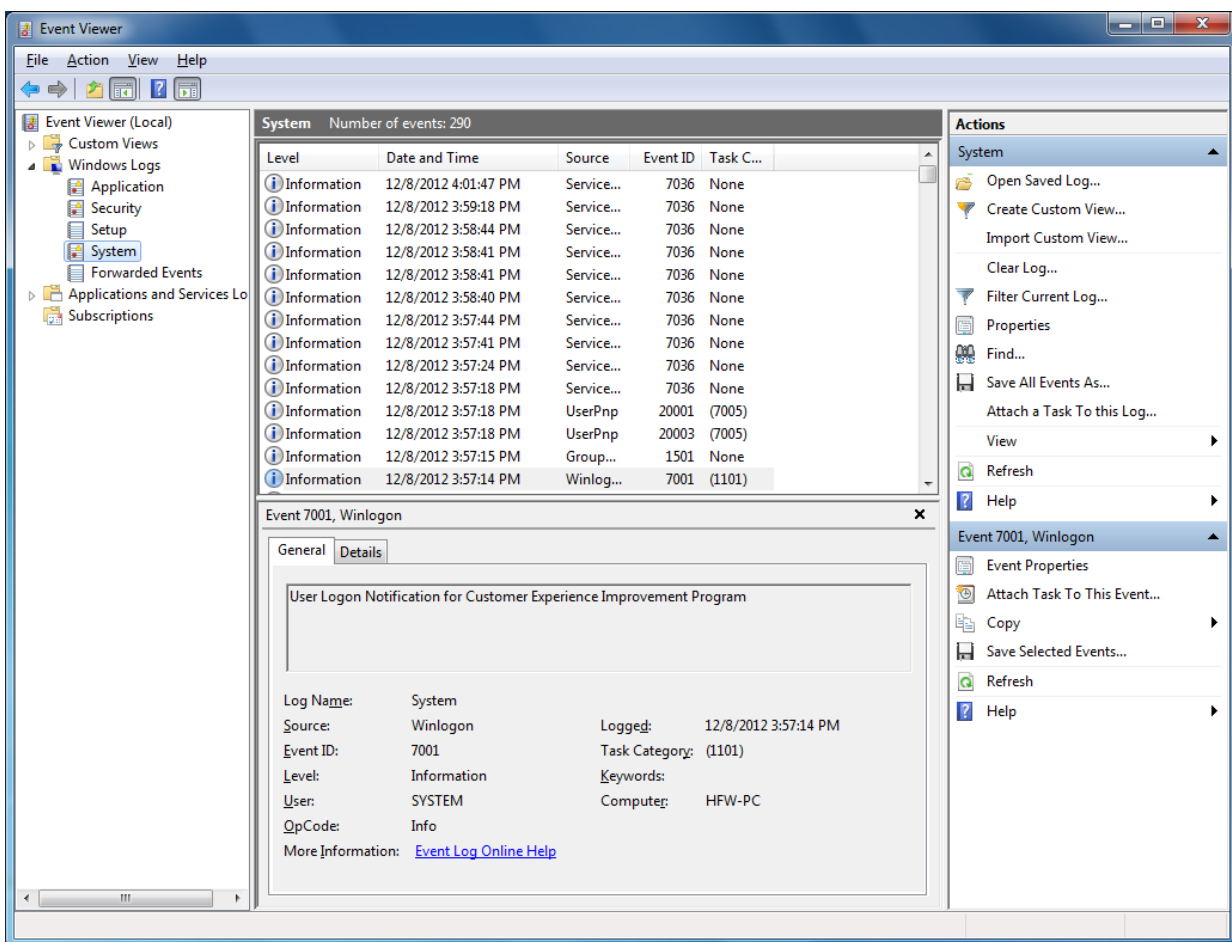 Event Viewer
File Action View Help
Event Viewer (Local)
Custom Views
Windows Logs
Application
Security
Setup
System
Forwarded Events
Applications and Services Lo
Subscriptions
System Number of events: 290
Level Date and Time Source Event ID Task C...
Information 12/8/2012 4:01:47 PM Service... 7036 None
Information 12/8/2012 3:59:18 PM Service... 7036 None
Information 12/8/2012 3:58:44 PM Service... 7036 None
Information 12/8/2012 3:58:41 PM Service... 7036 None
Information 12/8/2012 3:58:41 PM Service... 7036 None
Information 12/8/2012 3:58:40 PM Service... 7036 None
Information 12/8/2012 3:57:44 PM Service... 7036 None
Information 12/8/2012 3:57:41 PM Service... 7036 None
Information 12/8/2012 3:57:24 PM Service... 7036 None
Information 12/8/2012 3:57:18 PM Service... 7036 None
Information 12/8/2012 3:57:18 PM UserPnp 20001 (7005)
Information 12/8/2012 3:57:18 PM UserPnp 20003 (7005)
Information 12/8/2012 3:57:15 PM Group... 1501 None
Information 12/8/2012 3:57:14 PM Winlog... 7001 (1101)
Event 7001, Winlogon
General Details
User Logon Notification for Customer Experience Improvement Program
Log Name: System
Source: Winlogon Logged: 12/8/2012 3:57:14 PM
Event ID: 7001 Task Category: (1101)
Level: Information Keywords:
User: SYSTEM Computer: HFW-PC
OpCode: Info
More Information: Event Log Online Help
Actions
System
Open Saved Log...
Create Custom View...
Import Custom View...
Clear Log...
Filter Current Log...
Properties
Find...
Save All Events As...
Attach a Task To this Log...
View
Refresh
Help
Event 7001, Winlogon
Event Properties
Attach Task To This Event...
Copy
Save Selected Events...
Refresh
Help